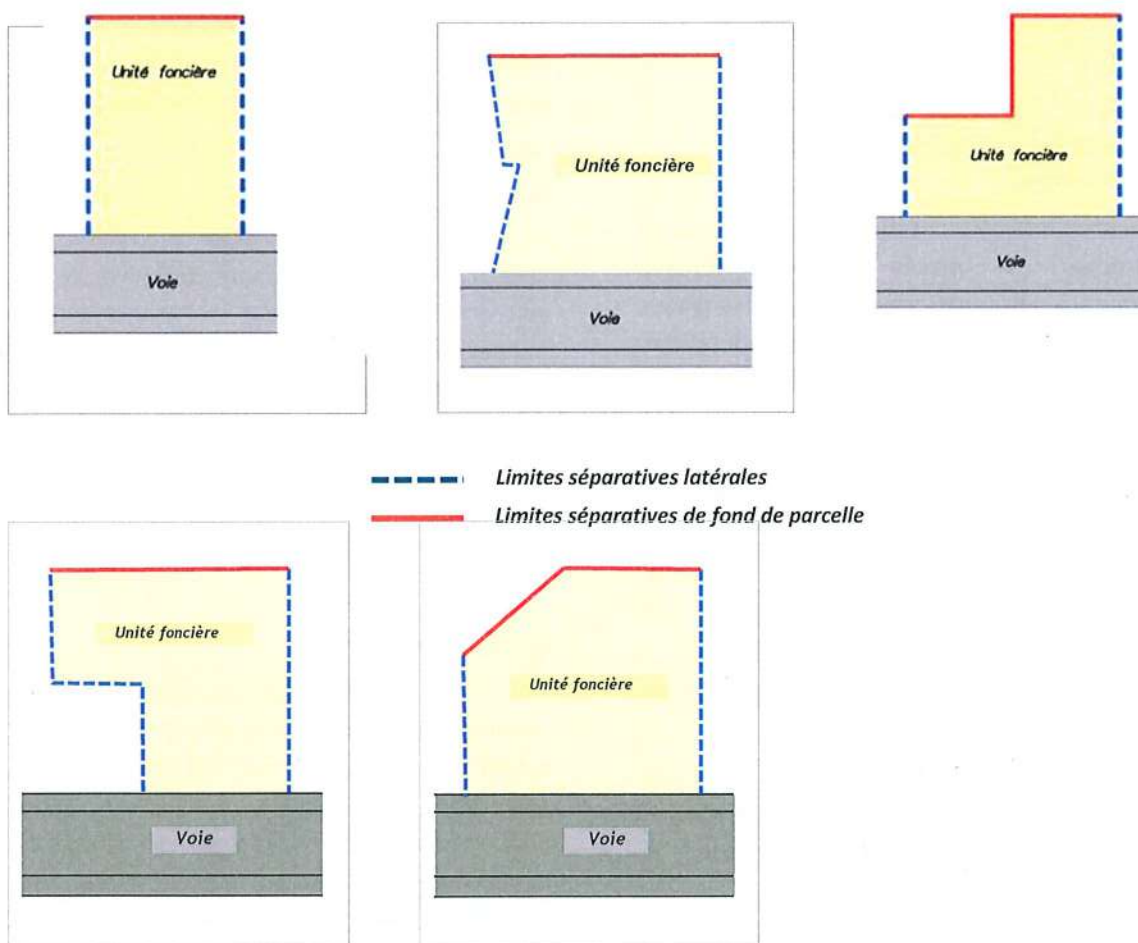 Unité foncière
Voie
Unité foncière
Voie
Unité foncière
Voie
Limites séparatives latérales
Limites séparatives de fond de parcelle
Unité foncière
Voie
Unité foncière
Voie